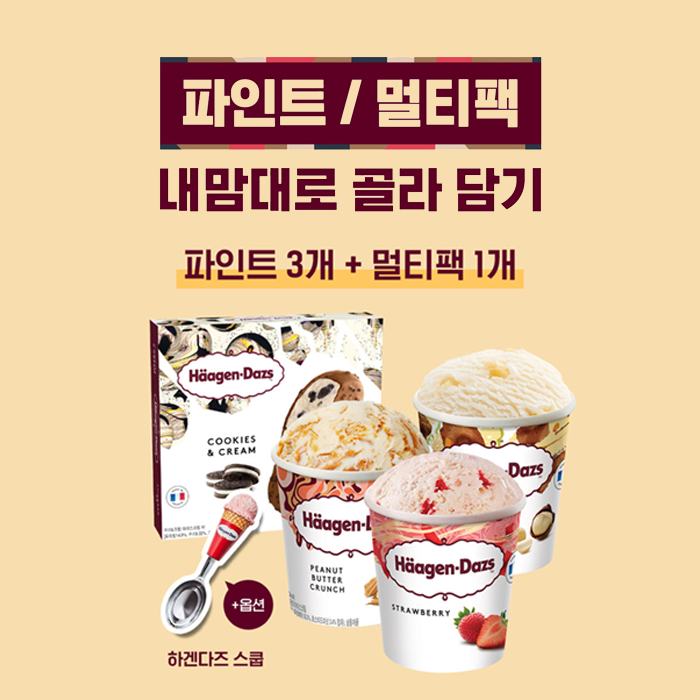 파인트 / 멀티팩
내맘대로 골라 담기
파인트 3개 + 멀티팩 1개
Häagen-Dazs
COOKIES
& CREAM
Häagen-Dazs
PEANUT
BUTTER
CRUNCH
Häagen-Dazs
STRAWBERRY
+옵션
하겐다즈 스쿱